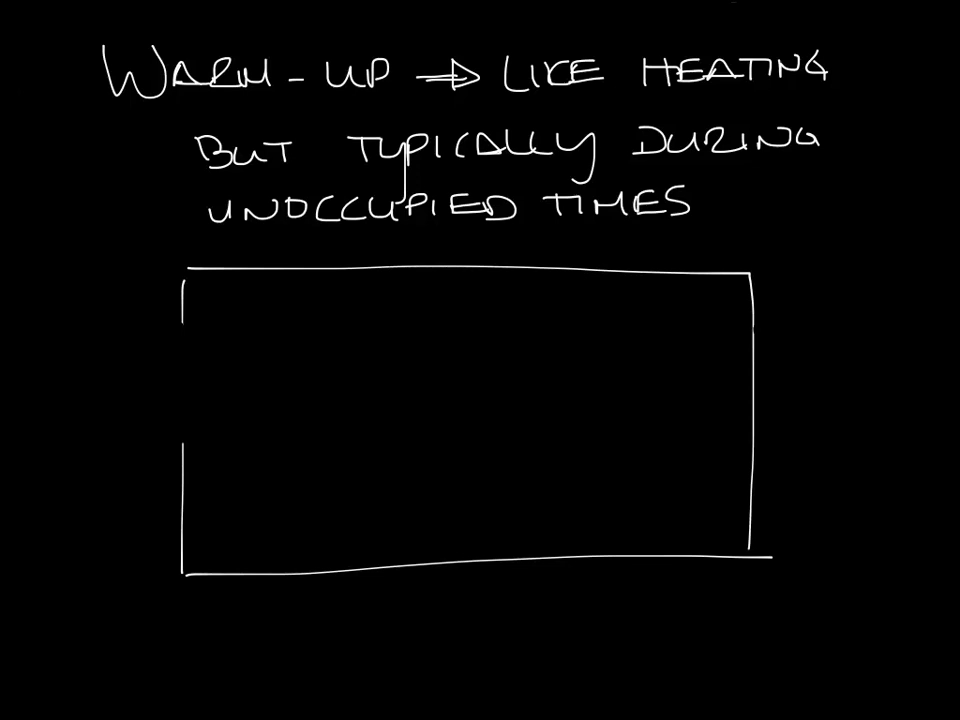 WARM-UP ⇒ LIKE HEATING
BUT TYPICALLY DURING
UNOCCUPIED TIMES